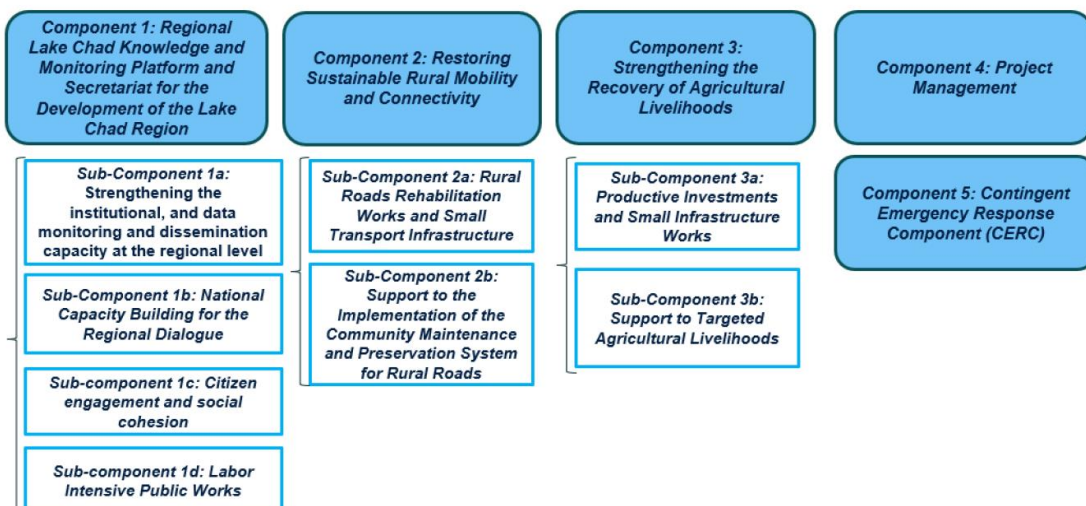 Component 1: Regional
Lake Chad Knowledge and
Monitoring Platform and
Secretariat for the
Development of the Lake
Chad Region
Sub-Component 1a:
Strengthening the
institutional, and data
monitoring and dissemination
capacity at the regional level
Sub-Component 1b: National
Capacity Building for the
Regional Dialogue
Sub-component 1c: Citizen
engagement and social
cohesion
Sub-component 1d: Labor
Intensive Public Works
Component 2: Restoring
Sustainable Rural Mobility
and Connectivity
Sub-Component 2a: Rural
Roads Rehabilitation
Works and Small
Transport Infrastructure
Sub-Component 2b:
Support to the
Implementation of the
Community Maintenance
and Preservation System
for Rural Roads
Component 3:
Strengthening the
Recovery of Agricultural
Livelihoods
Sub-Component 3a:
Productive Investments
and Small Infrastructure
Works
Sub-Component 3b:
Support to Targeted
Agricultural Livelihoods
Component 4: Project
Management
Component 5: Contingent
Emergency Response
Component (CERC)